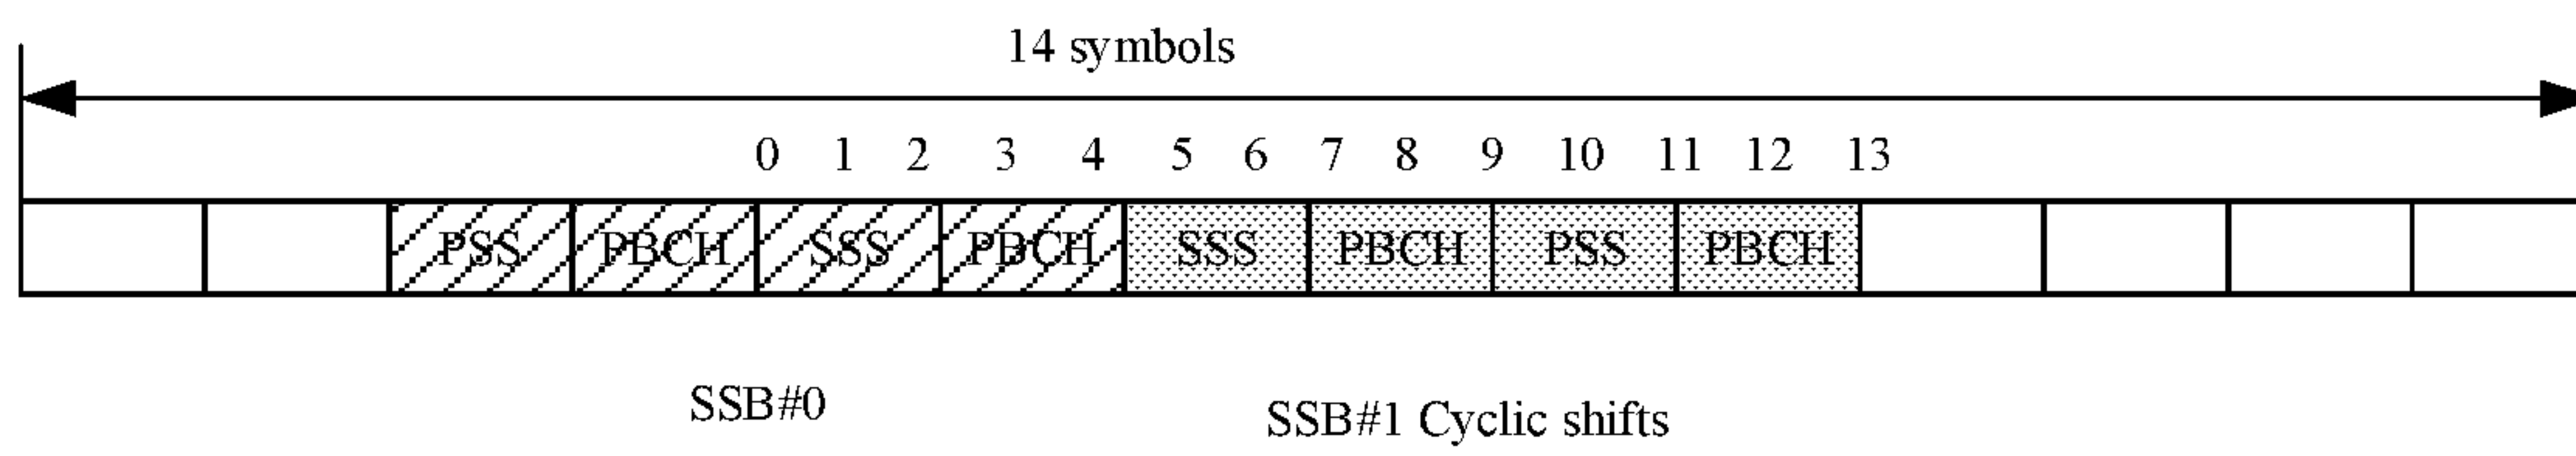 14 symbols
0 1 2 3 4 5 6 7 8 9 10 11 12 13
PSS PBCH SSS PBCH SSS PBCH PSS PBCH
SSB#0
SSB#1 Cyclic shifts